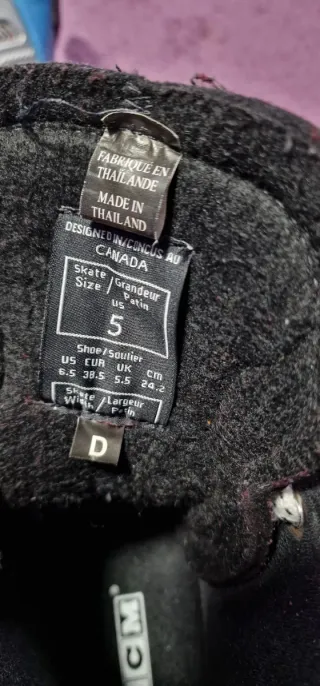 FABRIQUÉ EN
THAÏLANDE
MADE IN
THAILAND
DESIGNED IN/CONCUS AU
CANADA
Skate / Grandeur
Size / Patin
US
5
Shoe/Soulier
US EUR UK Cm
6.5 38.5 5.5 24.2
Skate / Largeur
Width / Patin
D
CCM